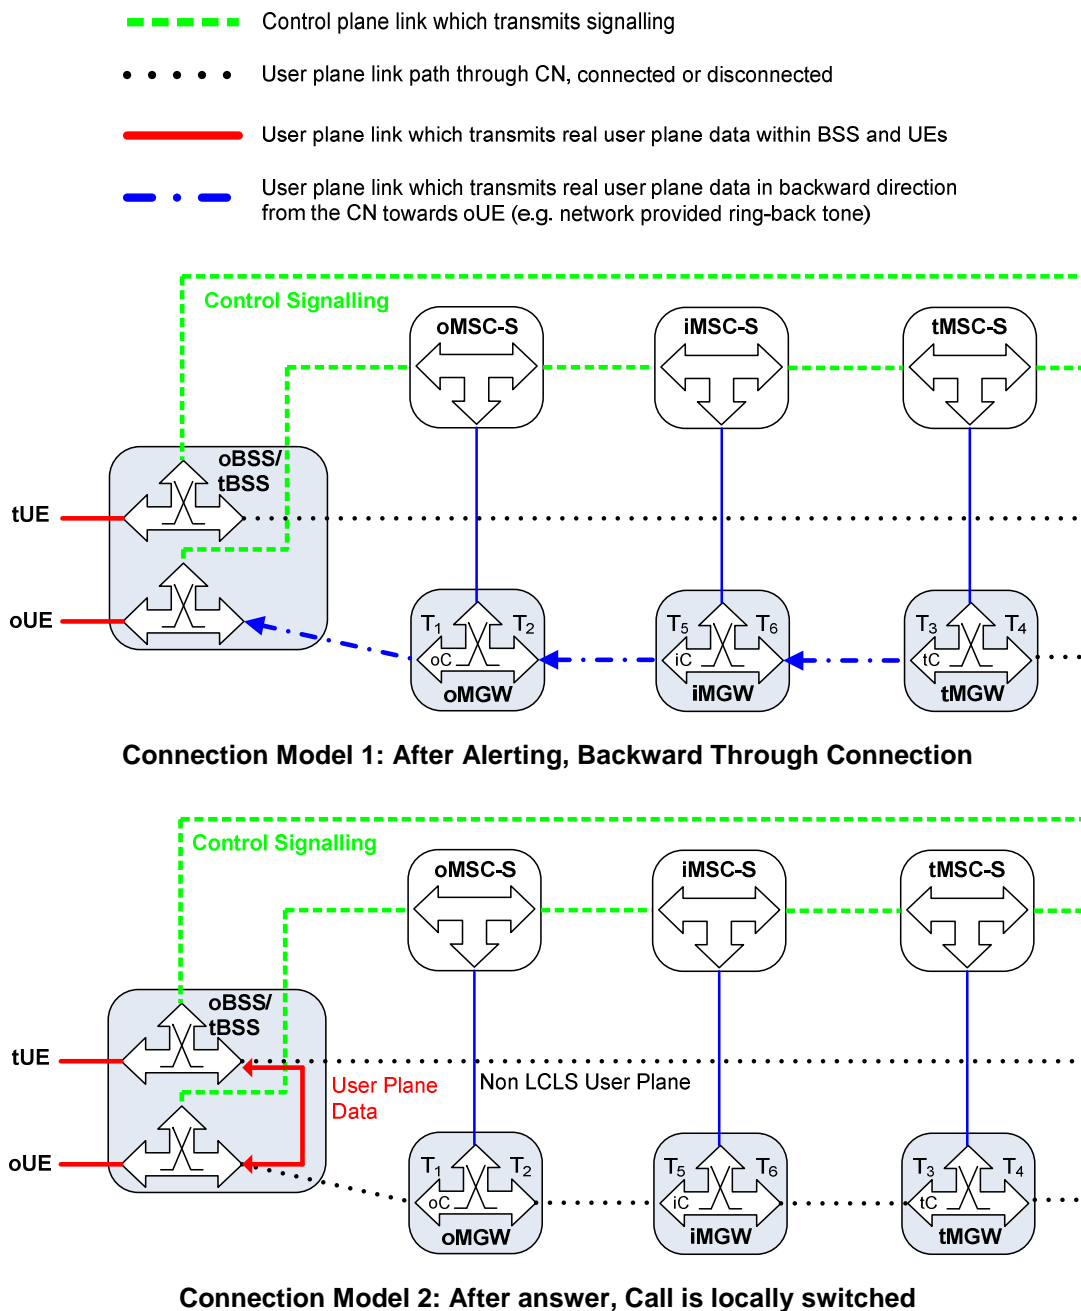 Control plane link which transmits signalling
User plane link path through CN, connected or disconnected
User plane link which transmits real user plane data within BSS and UEs
User plane link which transmits real user plane data in backward direction
from the CN towards oUE (e.g. network provided ring-back tone)
Control Signalling
oMSC-S
iMSC-S
tMSC-S
oBSS/
tBSS
tUE
oUE
T1
T2
oC
oMGW
T5
T6
iC
iMGW
T3
T4
tC
tMGW
Connection Model 1: After Alerting, Backward Through Connection
Control Signalling
oMSC-S
iMSC-S
tMSC-S
oBSS/
tBSS
tUE
User Plane
Data
Non LCLS User Plane
oUE
T1
T2
oC
oMGW
T5
T6
iC
iMGW
T3
T4
tC
tMGW
Connection Model 2: After answer, Call is locally switched